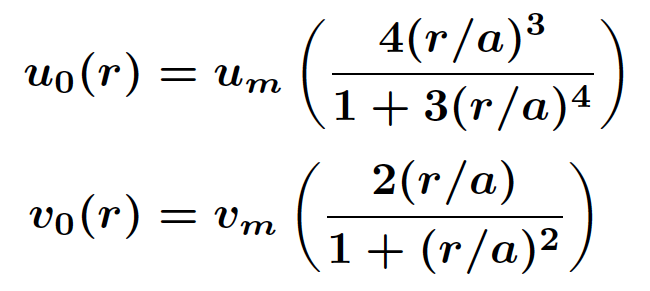 u₀(r) = uₘ ( 4(r/a)³ / (1 + 3(r/a)⁴) )
v₀(r) = vₘ ( 2(r/a) / (1 + (r/a)²) )